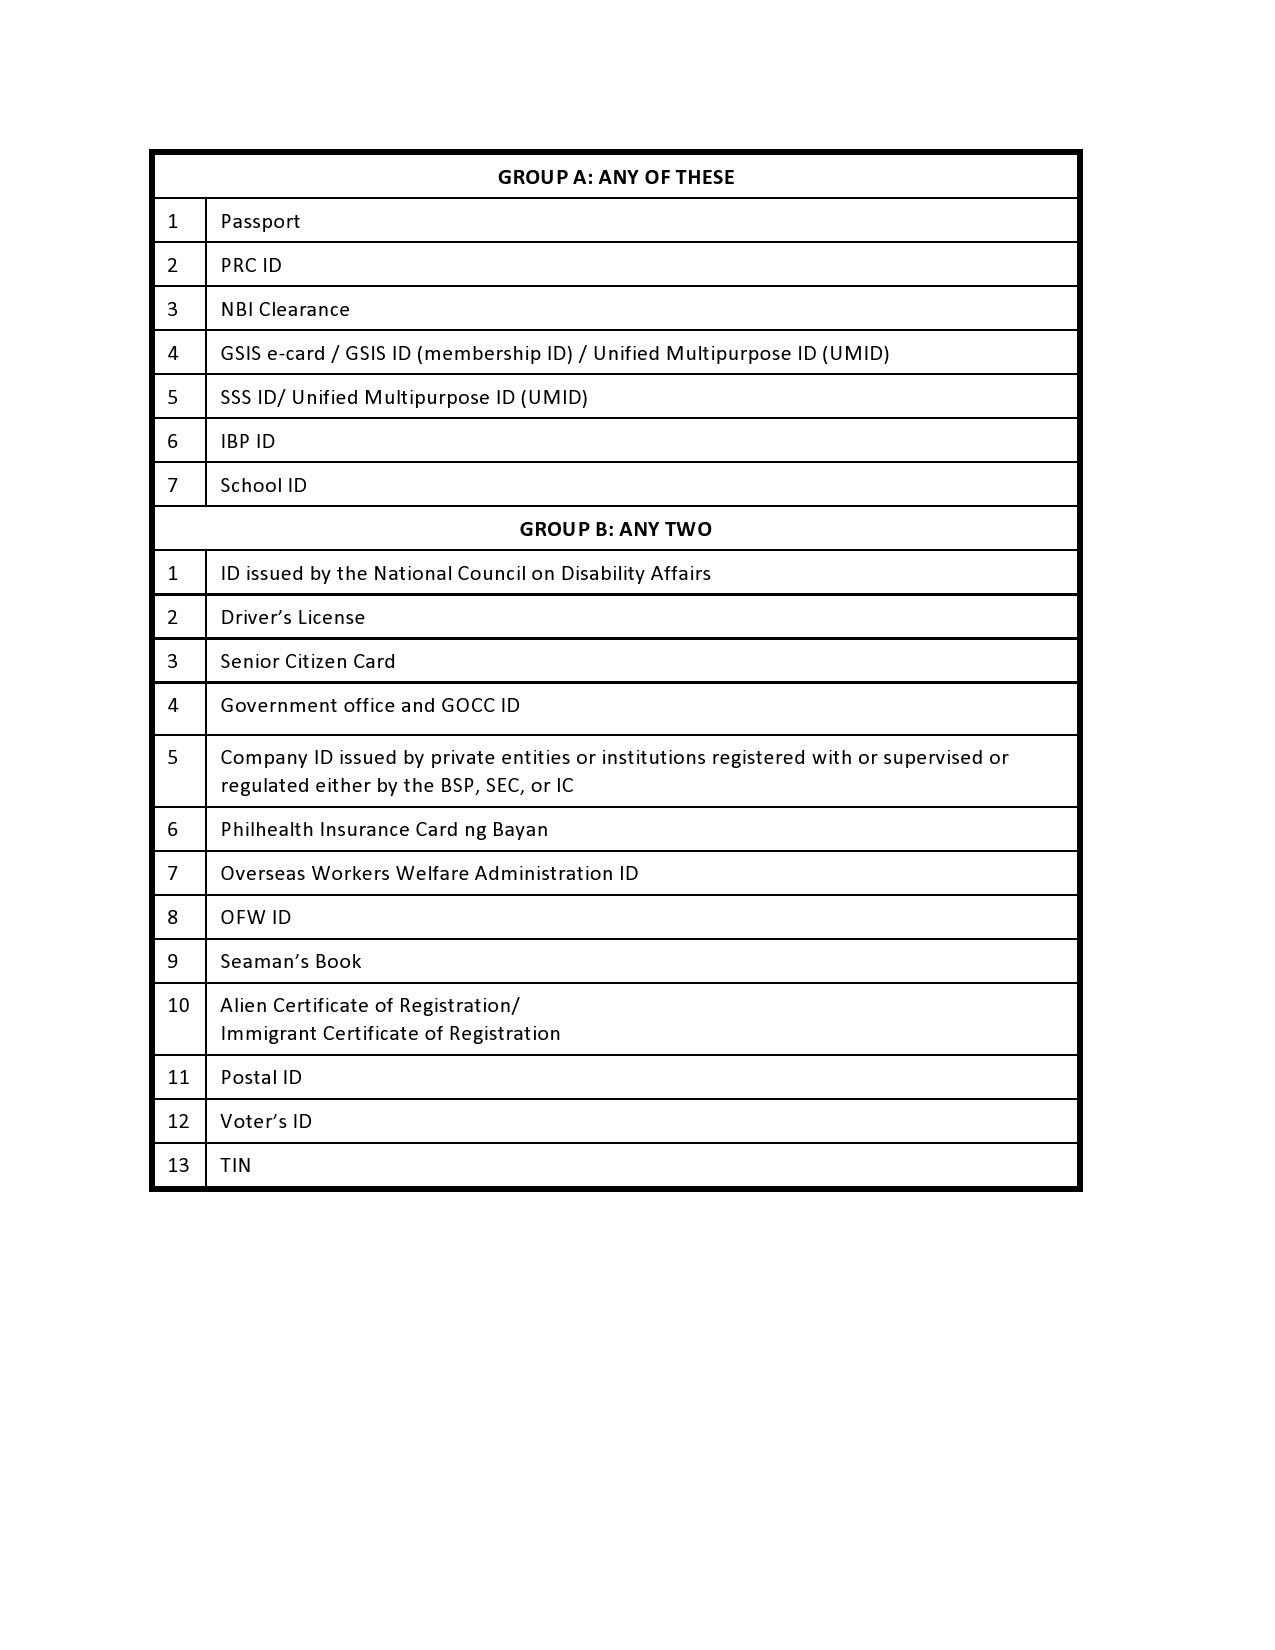 GROUP A: ANY OF THESE
1 Passport
2 PRC ID
3 NBI Clearance
4 GSIS e-card / GSIS ID (membership ID) / Unified Multipurpose ID (UMID)
5 SSS ID/ Unified Multipurpose ID (UMID)
6 IBP ID
7 School ID
GROUP B: ANY TWO
1 ID issued by the National Council on Disability Affairs
2 Driver’s License
3 Senior Citizen Card
4 Government office and GOCC ID
5 Company ID issued by private entities or institutions registered with or supervised or
regulated either by the BSP, SEC, or IC
6 Philhealth Insurance Card ng Bayan
7 Overseas Workers Welfare Administration ID
8 OFW ID
9 Seaman’s Book
10 Alien Certificate of Registration/
Immigrant Certificate of Registration
11 Postal ID
12 Voter’s ID
13 TIN